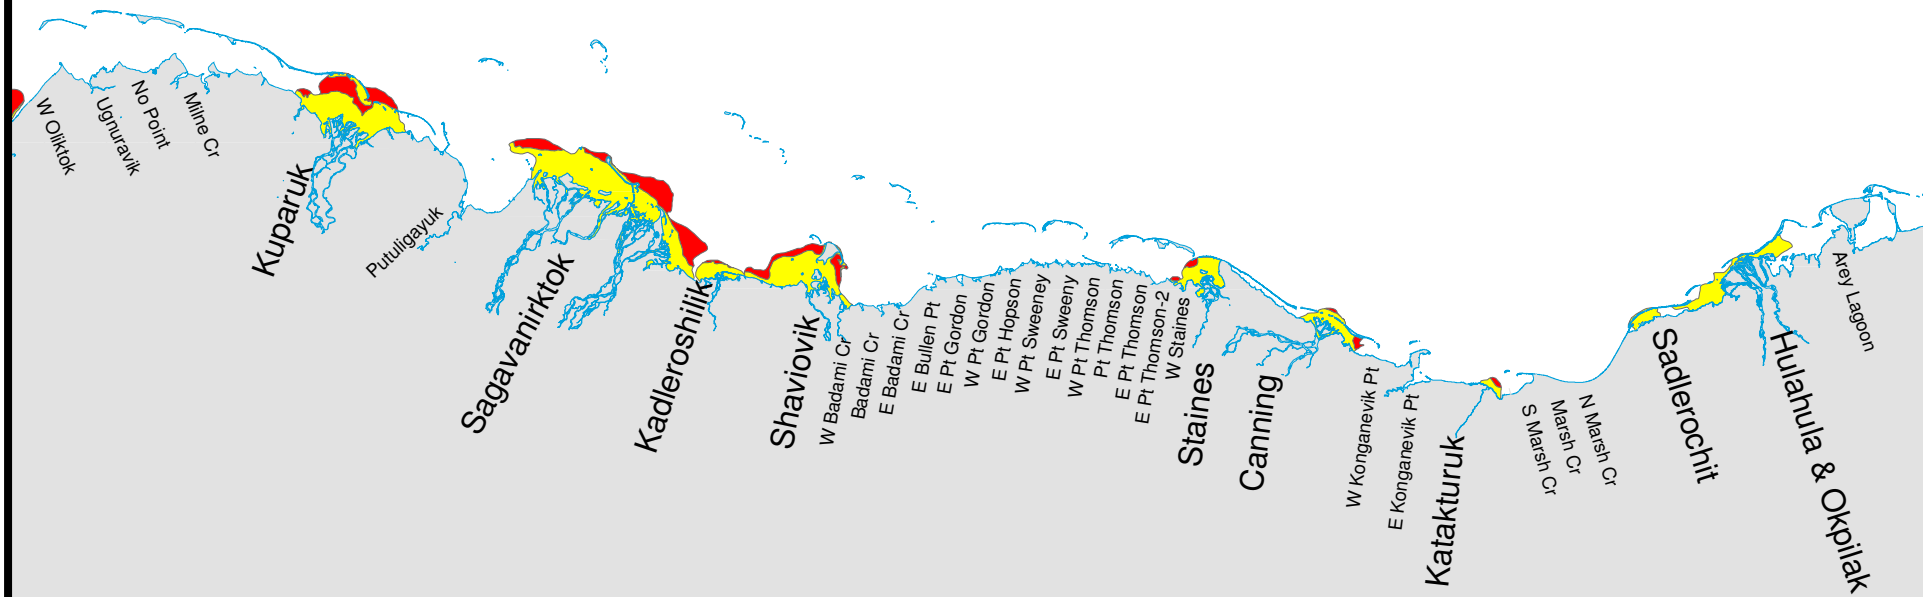 W Oliktok
Ugnuravik
No Point
Milne Cr
Kuparuk
Putuligayuk
Sagavanirktok
Kadleroshilik
Shaviovik
W Badami Cr
Badami Cr
E Badami Cr
E Bullen Pt
E Pt Gordon
W Pt Gordon
E Pt Hopson
W Pt Sweeney
E Pt Sweeny
W Pt Thomson
Pt Thomson
E Pt Thomson
E Pt Thomson-2
W Staines
Staines
Canning
W Konganevik Pt
E Konganevik Pt
Katakturuk
S Marsh Cr
Marsh Cr
N Marsh Cr
Sadlerochit
Hulahula & Okpilak
Arey Lagoon